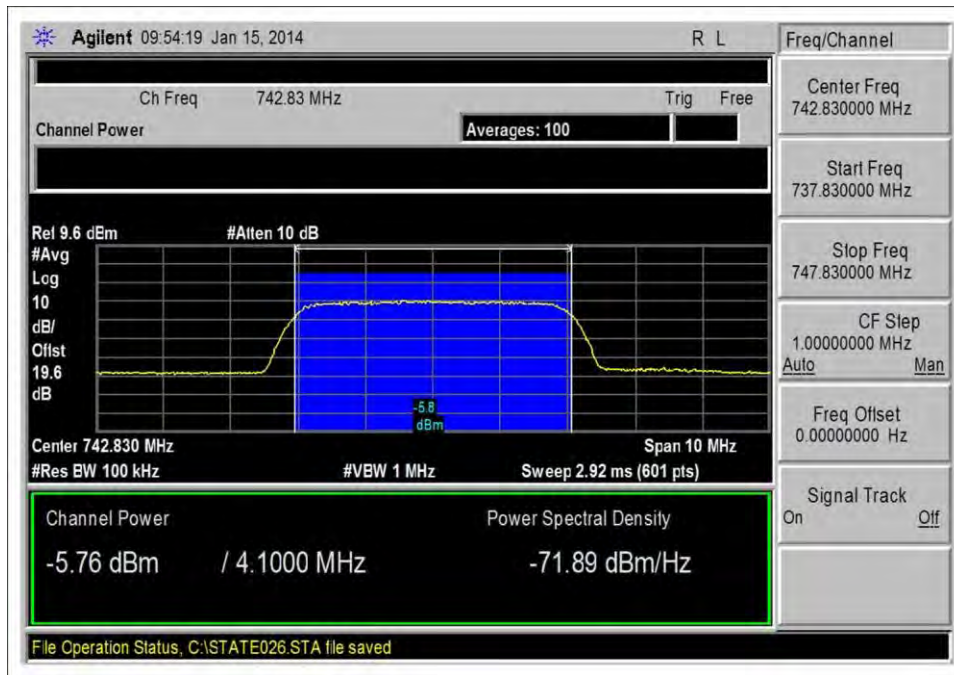 Agilent 09:54:19 Jan 15, 2014 R L
Ch Freq 742.83 MHz Trig Free
Channel Power Averages: 100
Ref 9.6 dBm #Atten 10 dB
#Avg
Log
10
dB/
Offst
19.6
dB
-5.8
dBm
Center 742.830 MHz Span 10 MHz
#Res BW 100 kHz #VBW 1 MHz Sweep 2.92 ms (601 pts)
Channel Power Power Spectral Density
-5.76 dBm / 4.1000 MHz -71.89 dBm/Hz
File Operation Status, C:\STATE026.STA file saved
Freq/Channel
Center Freq
742.830000 MHz
Start Freq
737.830000 MHz
Stop Freq
747.830000 MHz
CF Step
1.00000000 MHz
Auto Man
Freq Offset
0.00000000 Hz
Signal Track
On Off